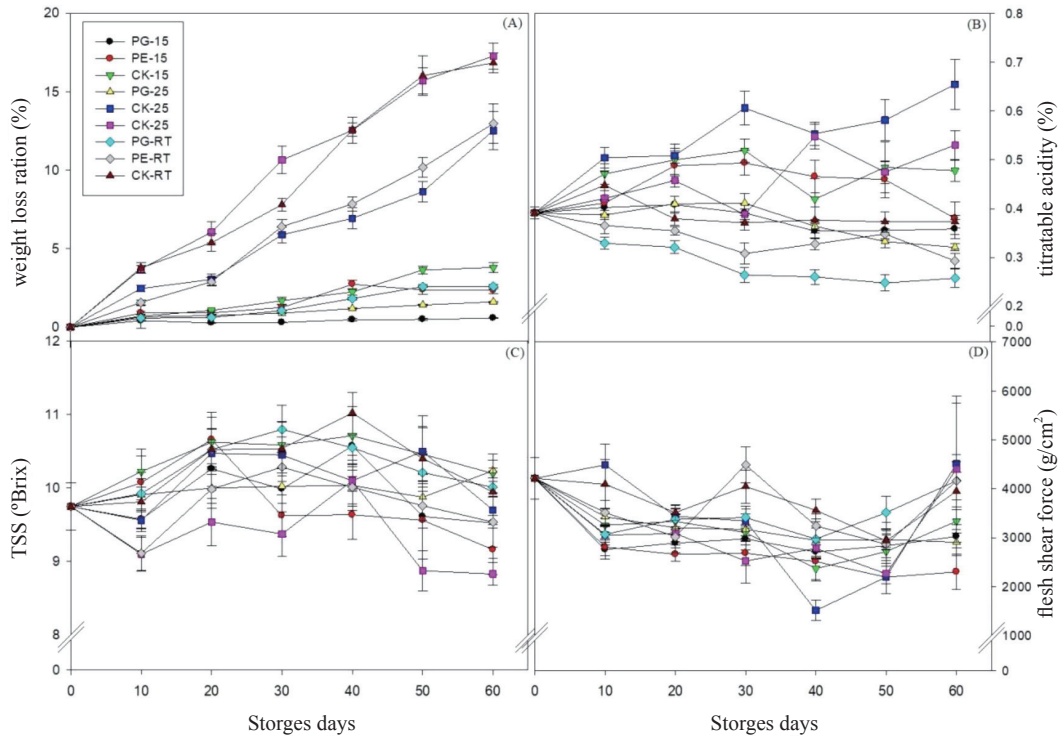 (A)
20
15
10
5
0
weight loss ration (%)
PG-15
PE-15
CK-15
PG-25
CK-25
CK-25
PG-RT
PE-RT
CK-RT
(B)
0.8
0.7
0.6
0.5
0.4
0.3
0.2
0.0
titratable acidity (%)
(C)
12
11
10
9
8
0
TSS (ºBrix)
0 10 20 30 40 50 60
Storges days
(D)
7000
6000
5000
4000
3000
2000
1000
0
flesh shear force (g/cm²)
0 10 20 30 40 50 60
Storges days